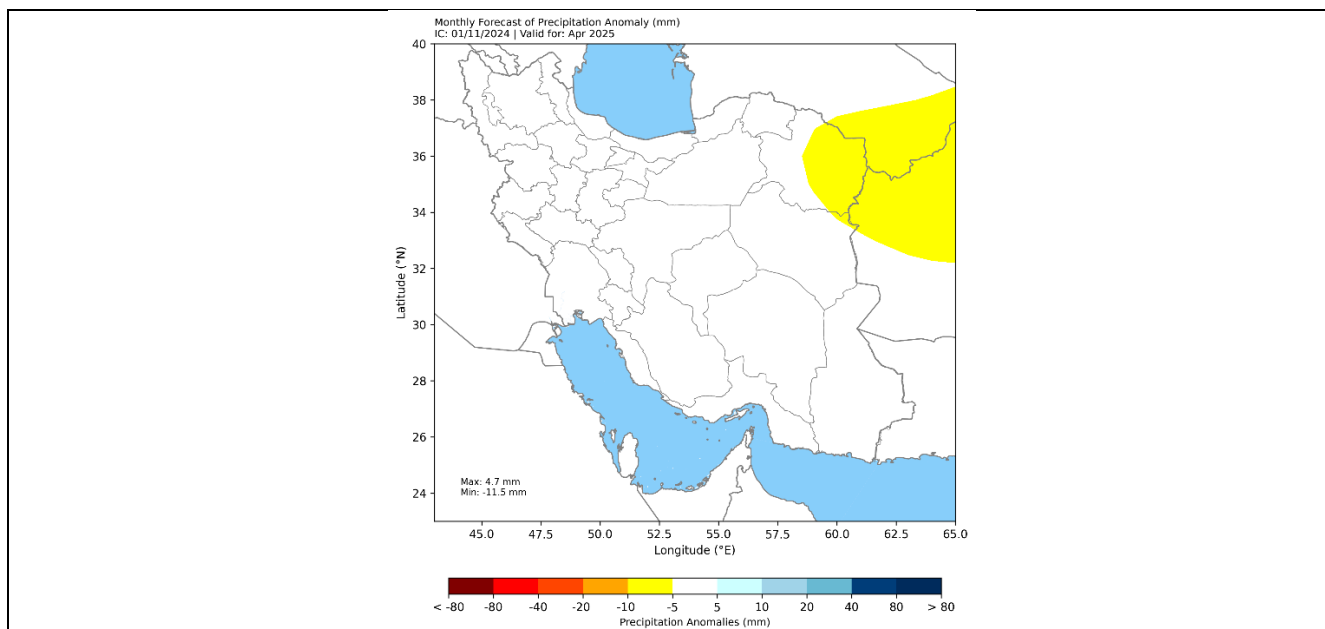 Monthly Forecast of Precipitation Anomaly (mm)
IC: 01/11/2024 | Valid for: Apr 2025
40
38
36
34
32
30
28
26
24
Latitude (°N)
Max: 4.7 mm
Min: -11.5 mm
45.0 47.5 50.0 52.5 55.0 57.5 60.0 62.5 65.0
Longitude (°E)
< -80 -80 -40 -20 -10 -5 5 10 20 40 80 > 80
Precipitation Anomalies (mm)